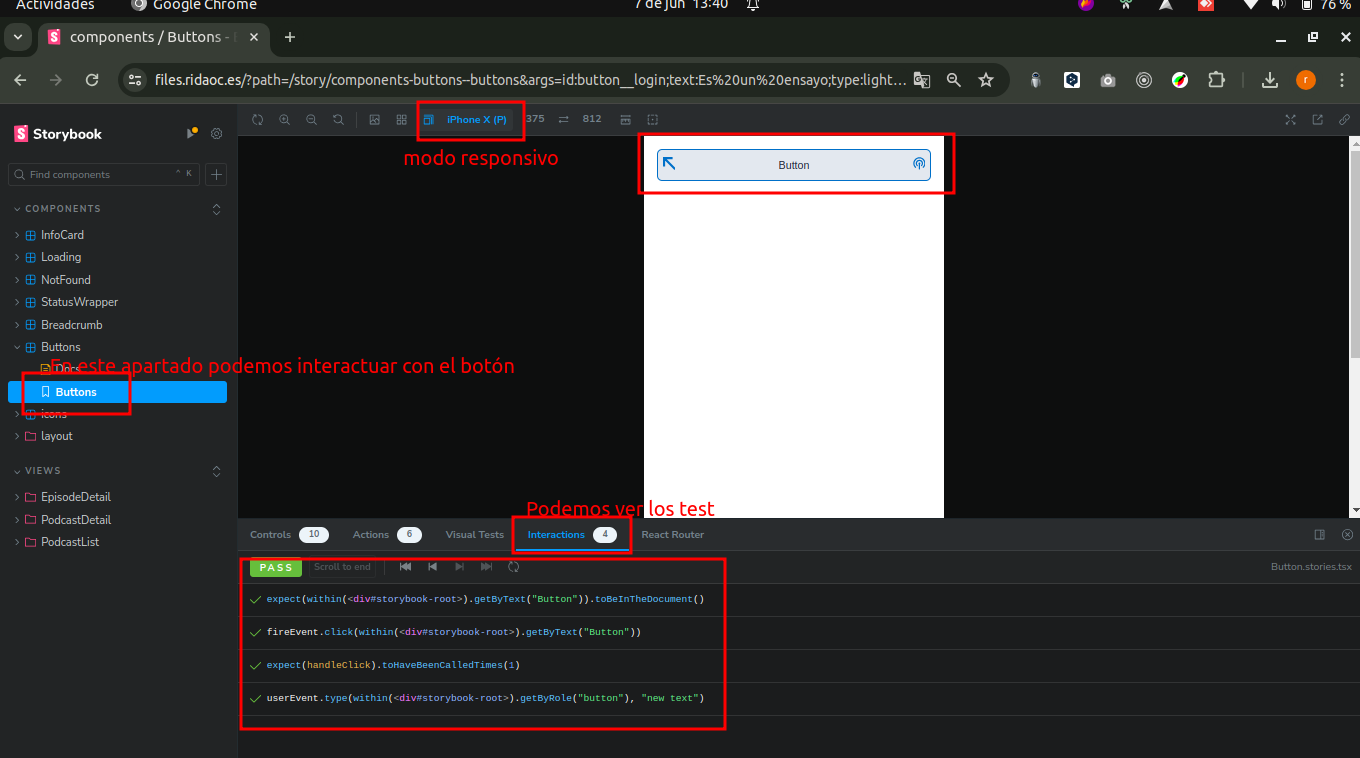 Actividades
Google Chrome
7 de jun 13:40
76 %
components / Buttons -
files.ridaoc.es/?path=/story/components-buttons--buttons&args=id:button__login;text:Es%20un%20ensayo;type:light...
r
Storybook
iPhone X (P)
375
812
modo responsivo
Button
Find components
^ K
COMPONENTS
InfoCard
Loading
NotFound
StatusWrapper
Breadcrumb
Buttons
Docs
En este apartado podemos interactuar con el botón
Buttons
icons
layout
VIEWS
EpisodeDetail
PodcastDetail
PodcastList
Podemos ver los test
Controls 10
Actions 6
Visual Tests
Interactions 4
React Router
PASS
Scroll to end
Button.stories.tsx
expect(within(<div#storybook-root>).getByText("Button")).toBeInTheDocument()
fireEvent.click(within(<div#storybook-root>).getByText("Button"))
expect(handleClick).toHaveBeenCalledTimes(1)
userEvent.type(within(<div#storybook-root>).getByRole("button"), "new text")